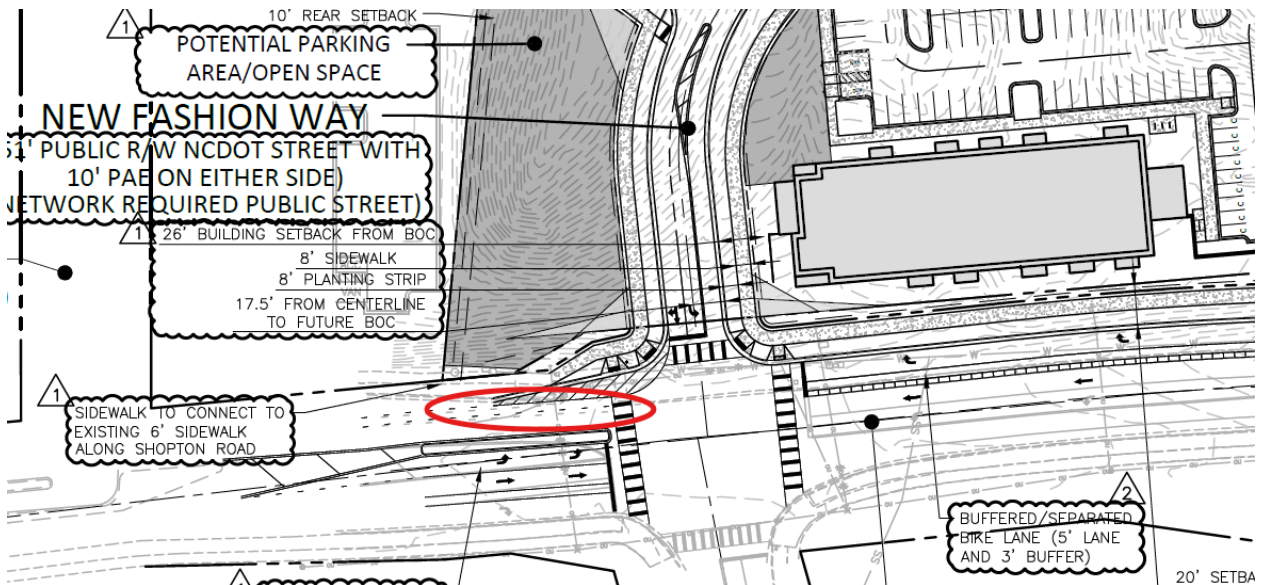 10' REAR SETBACK
1
POTENTIAL PARKING
AREA/OPEN SPACE
NEW FASHION WAY
51' PUBLIC R/W NCDOT STREET WITH
10' PAE ON EITHER SIDE)
NETWORK REQUIRED PUBLIC STREET)
1
26' BUILDING SETBACK FROM BOC
8' SIDEWALK
8' PLANTING STRIP
VAN
17.5' FROM CENTERLINE
TO FUTURE BOC
1
SIDEWALK TO CONNECT TO
EXISTING 6' SIDEWALK
ALONG SHOPTON ROAD
2
BUFFERED/SEPARATED
BIKE LANE (5' LANE
AND 3' BUFFER)
20' SETBA
W W W
SS
SS
C C C C C C C